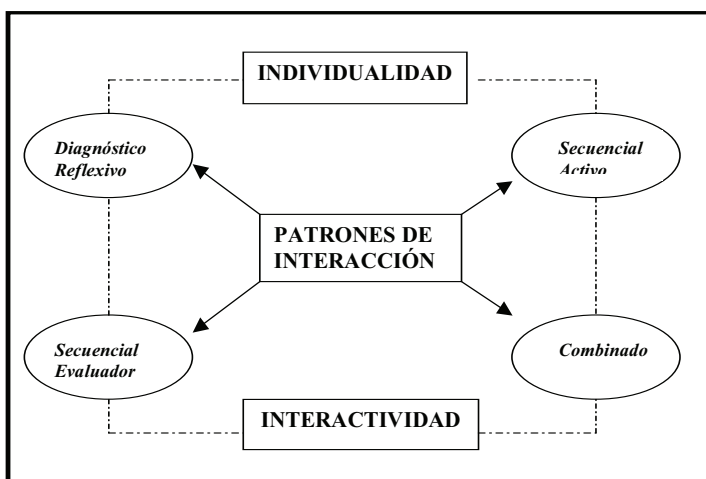 INDIVIDUALIDAD
Diagnóstico
Reflexivo
Secuencial
Activo
PATRONES DE
INTERACCIÓN
Secuencial
Evaluador
Combinado
INTERACTIVIDAD